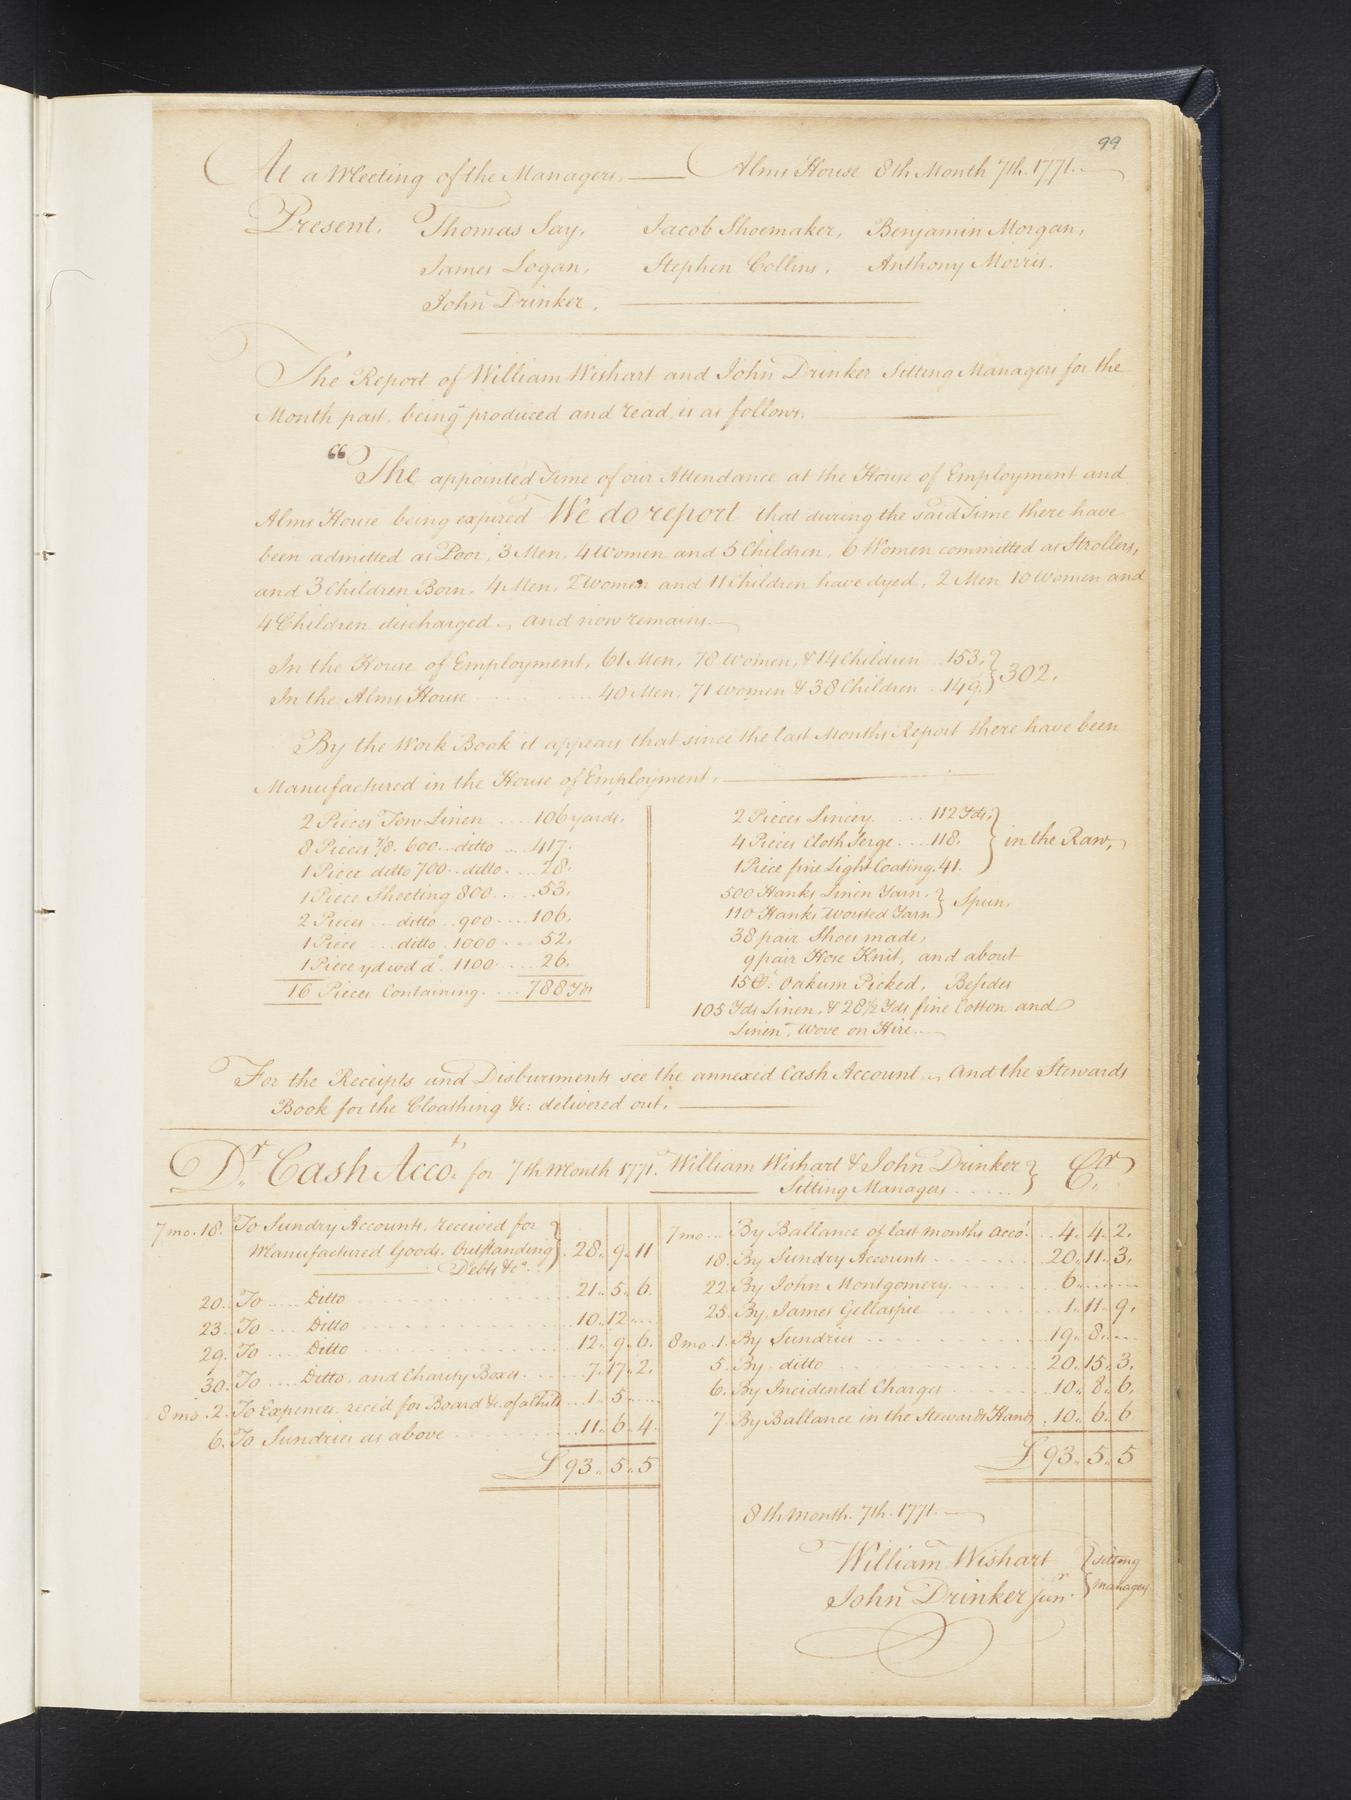 99
At a Meeting of the Managers. — Alms House 8th Month 7th. 1771. —
Present, Thomas Say, Jacob Shoemaker, Benjamin Morgan,
James Logan, Stephen Collins, Anthony Morris.
John Drinker.
The Report of William Wishart and John Drinker Sitting Managers for the
Month past, being produced and read, is as follows.
"The appointed Time of our Attendance at the House of Employment and
Alms House being expired We do report that during the said Time there have
been admitted as Poor, 3 Men, 4 Women and 5 Children, 6 Women committed as Strollers,
and 3 Children Born. 4 Men, 2 Women and 11 Children have dyed, 2 Men 10 Women and
4 Children discharged, and now remains.
In the House of Employment, 61 Men, 78 Women, & 14 Children .. 153. } 302.
In the Alms House ........ 40 Men, 71 Women & 38 Children . 149. }
By the Work Book it appears that since the last Months Report there have been
Manufactured in the House of Employment.
2 Pieces Tow Linen .... 106 yards.
8 Pieces 7/8. 600 .. ditto .... 417.
1 Piece ditto 700 .. ditto .... 28.
1 Piece Sheeting 800 ..... 53.
2 Pieces ... ditto .. 900 .... 106.
1 Piece ... ditto . 1000 .... 52.
1 Piece yd wd do. 1100 ..... 26.
16 Pieces Containing .... 788 Yds
2 Pieces Lincey .... 112 Yds. }
4 Pieces Cloth Serge .... 118. } in the Raw,
1 Piece fine Light Coating. 41. }
500 Hanks Linen Yarn. } Spun.
110 Hanks Worsted Yarn }
38 pair Shoes made,
9 pair Hose Knit, and about
15 C. Oakum Picked, Besides
105 Yds Linen, & 28 1/2 Yds fine Cotton and
Linen, wove on Hire.
For the Receipts and Disbursments see the annexed Cash Account, and the Stewards
Book for the Cloathing &c: delivered out.
Dr. Cash Accot. for 7th Month 1771. William Wishart & John Drinker } Cr.
Sitting Managers ......
7 mo. 18. To Sundry Accounts, received for
Manufactured Goods. Outstanding } 28. 9. 11
Debts &c. ..
20. To .... Ditto .... 21. 5. 6.
23. To .... Ditto .... 10. 12 ...
29. To .... Ditto .... 12. 9. 6.
30. To .... Ditto, and Charity Boxes ..... 7. 17. 2.
8 mo. 2. To Expences, rece'd for Board &c. of a Child ... 1. 5 ....
6. To Sundries as above .... 11. 6. 4.
£ 93. 5. 5
7 mo ... By Ballance of last months Acco't. .. 4. 4. 2.
18. By Sundry Accounts .... 20. 11. 3.
22. By John Montgomery .... 6. ....
25. By James Gellaspie .... 1. 11. 9.
8 mo. 1. By Sundries .... 19. 8. ...
5. By ditto .... 20. 15. 3.
6. By Incidental Charges .... 10. 8. 6.
7. By Ballance in the Stewards Hands . 10. 6. 6
£ 93. 5. 5
8th Month. 7th. 1771. —
William Wishart } sitting
John Drinker junr. } managers